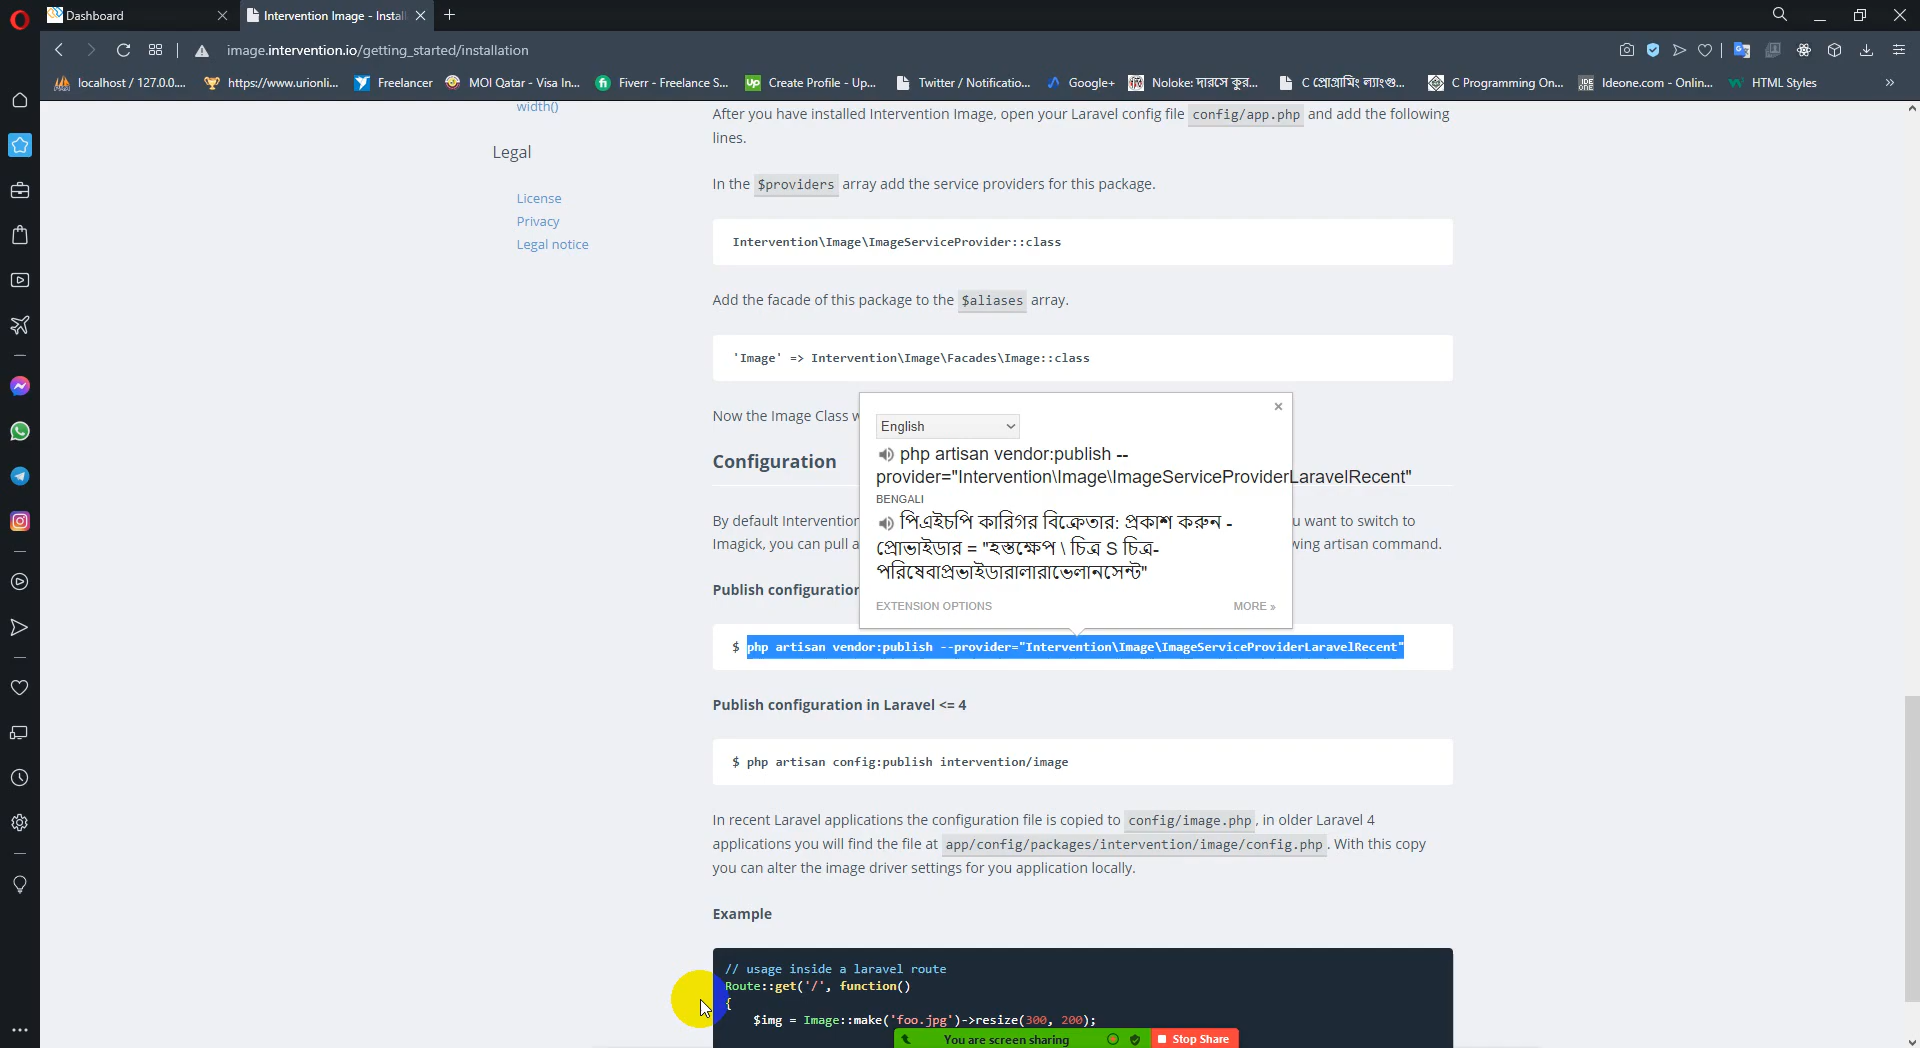 Dashboard
Intervention Image - Install
image.intervention.io/getting_started/installation
localhost / 127.0.0...
https://www.urionli...
Freelancer
MOI Qatar - Visa In...
Fiverr - Freelance S...
Up
Create Profile - Up...
Twitter / Notificatio...
Google+
Noloke: দারসে কুর...
C প্রোগ্রামিং ল্যাংগু...
C Programming On...
Ideone.com - Onlin...
HTML Styles
width()
Legal
License
Privacy
Legal notice
After you have installed Intervention Image, open your Laravel config file config/app.php and add the following
lines.
In the $providers array add the service providers for this package.
Intervention\Image\ImageServiceProvider::class
Add the facade of this package to the $aliases array.
'Image' => Intervention\Image\Facades\Image::class
Now the Image Class w
English
php artisan vendor:publish --
provider="Intervention\Image\ImageServiceProviderLaravelRecent"
BENGALI
পিএইচপি কারিগর বিক্রেতার: প্রকাশ করুন -
প্রোভাইডার = "হস্তক্ষেপ \ চিত্র S চিত্র-
পরিষেবাপ্রভাইডারালারাভেলানসেন্ট"
EXTENSION OPTIONS
MORE »
Configuration
By default Intervention
u want to switch to
Imagick, you can pull a
wing artisan command.
Publish configuration
$ php artisan vendor:publish --provider="Intervention\Image\ImageServiceProviderLaravelRecent"
Publish configuration in Laravel <= 4
$ php artisan config:publish intervention/image
In recent Laravel applications the configuration file is copied to config/image.php, in older Laravel 4
applications you will find the file at app/config/packages/intervention/image/config.php. With this copy
you can alter the image driver settings for you application locally.
Example
// usage inside a laravel route
Route::get('/', function()
{
$img = Image::make('foo.jpg')->resize(300, 200);
You are screen sharing
Stop Share